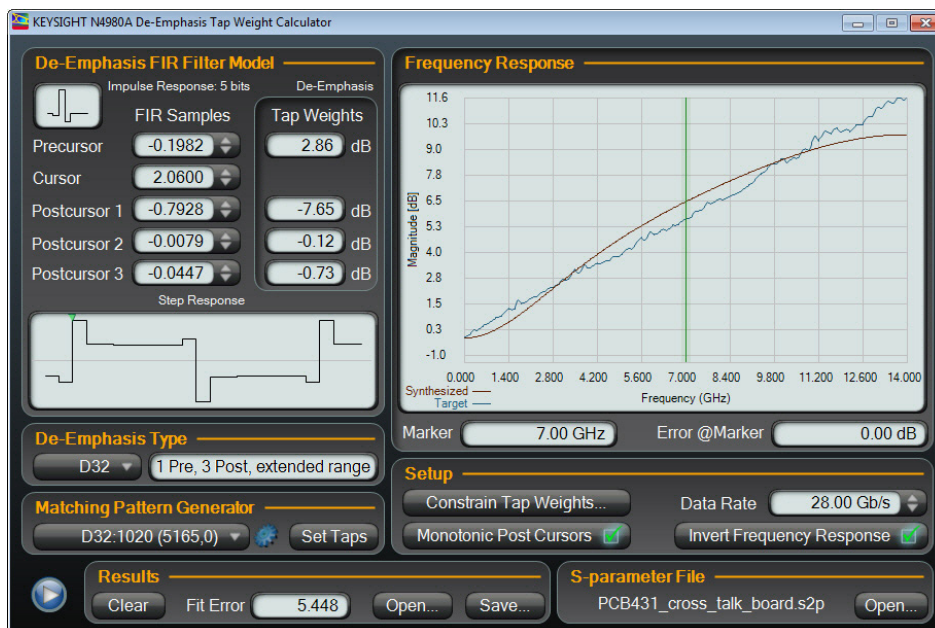 KEYSIGHT N4980A De-Emphasis Tap Weight Calculator
De-Emphasis FIR Filter Model
Impulse Response: 5 bits De-Emphasis
FIR Samples Tap Weights
Precursor -0.1982 2.86 dB
Cursor 2.0600
Postcursor 1 -0.7928 -7.65 dB
Postcursor 2 -0.0079 -0.12 dB
Postcursor 3 -0.0447 -0.73 dB
Step Response
De-Emphasis Type
D32 1 Pre, 3 Post, extended range
Matching Pattern Generator
D32:1020 (5165,0) Set Taps
Frequency Response
Magnitude [dB]
11.6
10.3
9.0
7.8
6.5
5.3
4.0
2.8
1.5
0.3
-1.0
0.000 1.400 2.800 4.200 5.600 7.000 8.400 9.800 11.200 12.600 14.000
Synthesized
Target
Frequency (GHz)
Marker 7.00 GHz Error @Marker 0.00 dB
Setup
Constrain Tap Weights... Data Rate 28.00 Gb/s
Monotonic Post Cursors Invert Frequency Response
Results
Clear Fit Error 5.448 Open... Save...
S-parameter File
PCB431_cross_talk_board.s2p Open...